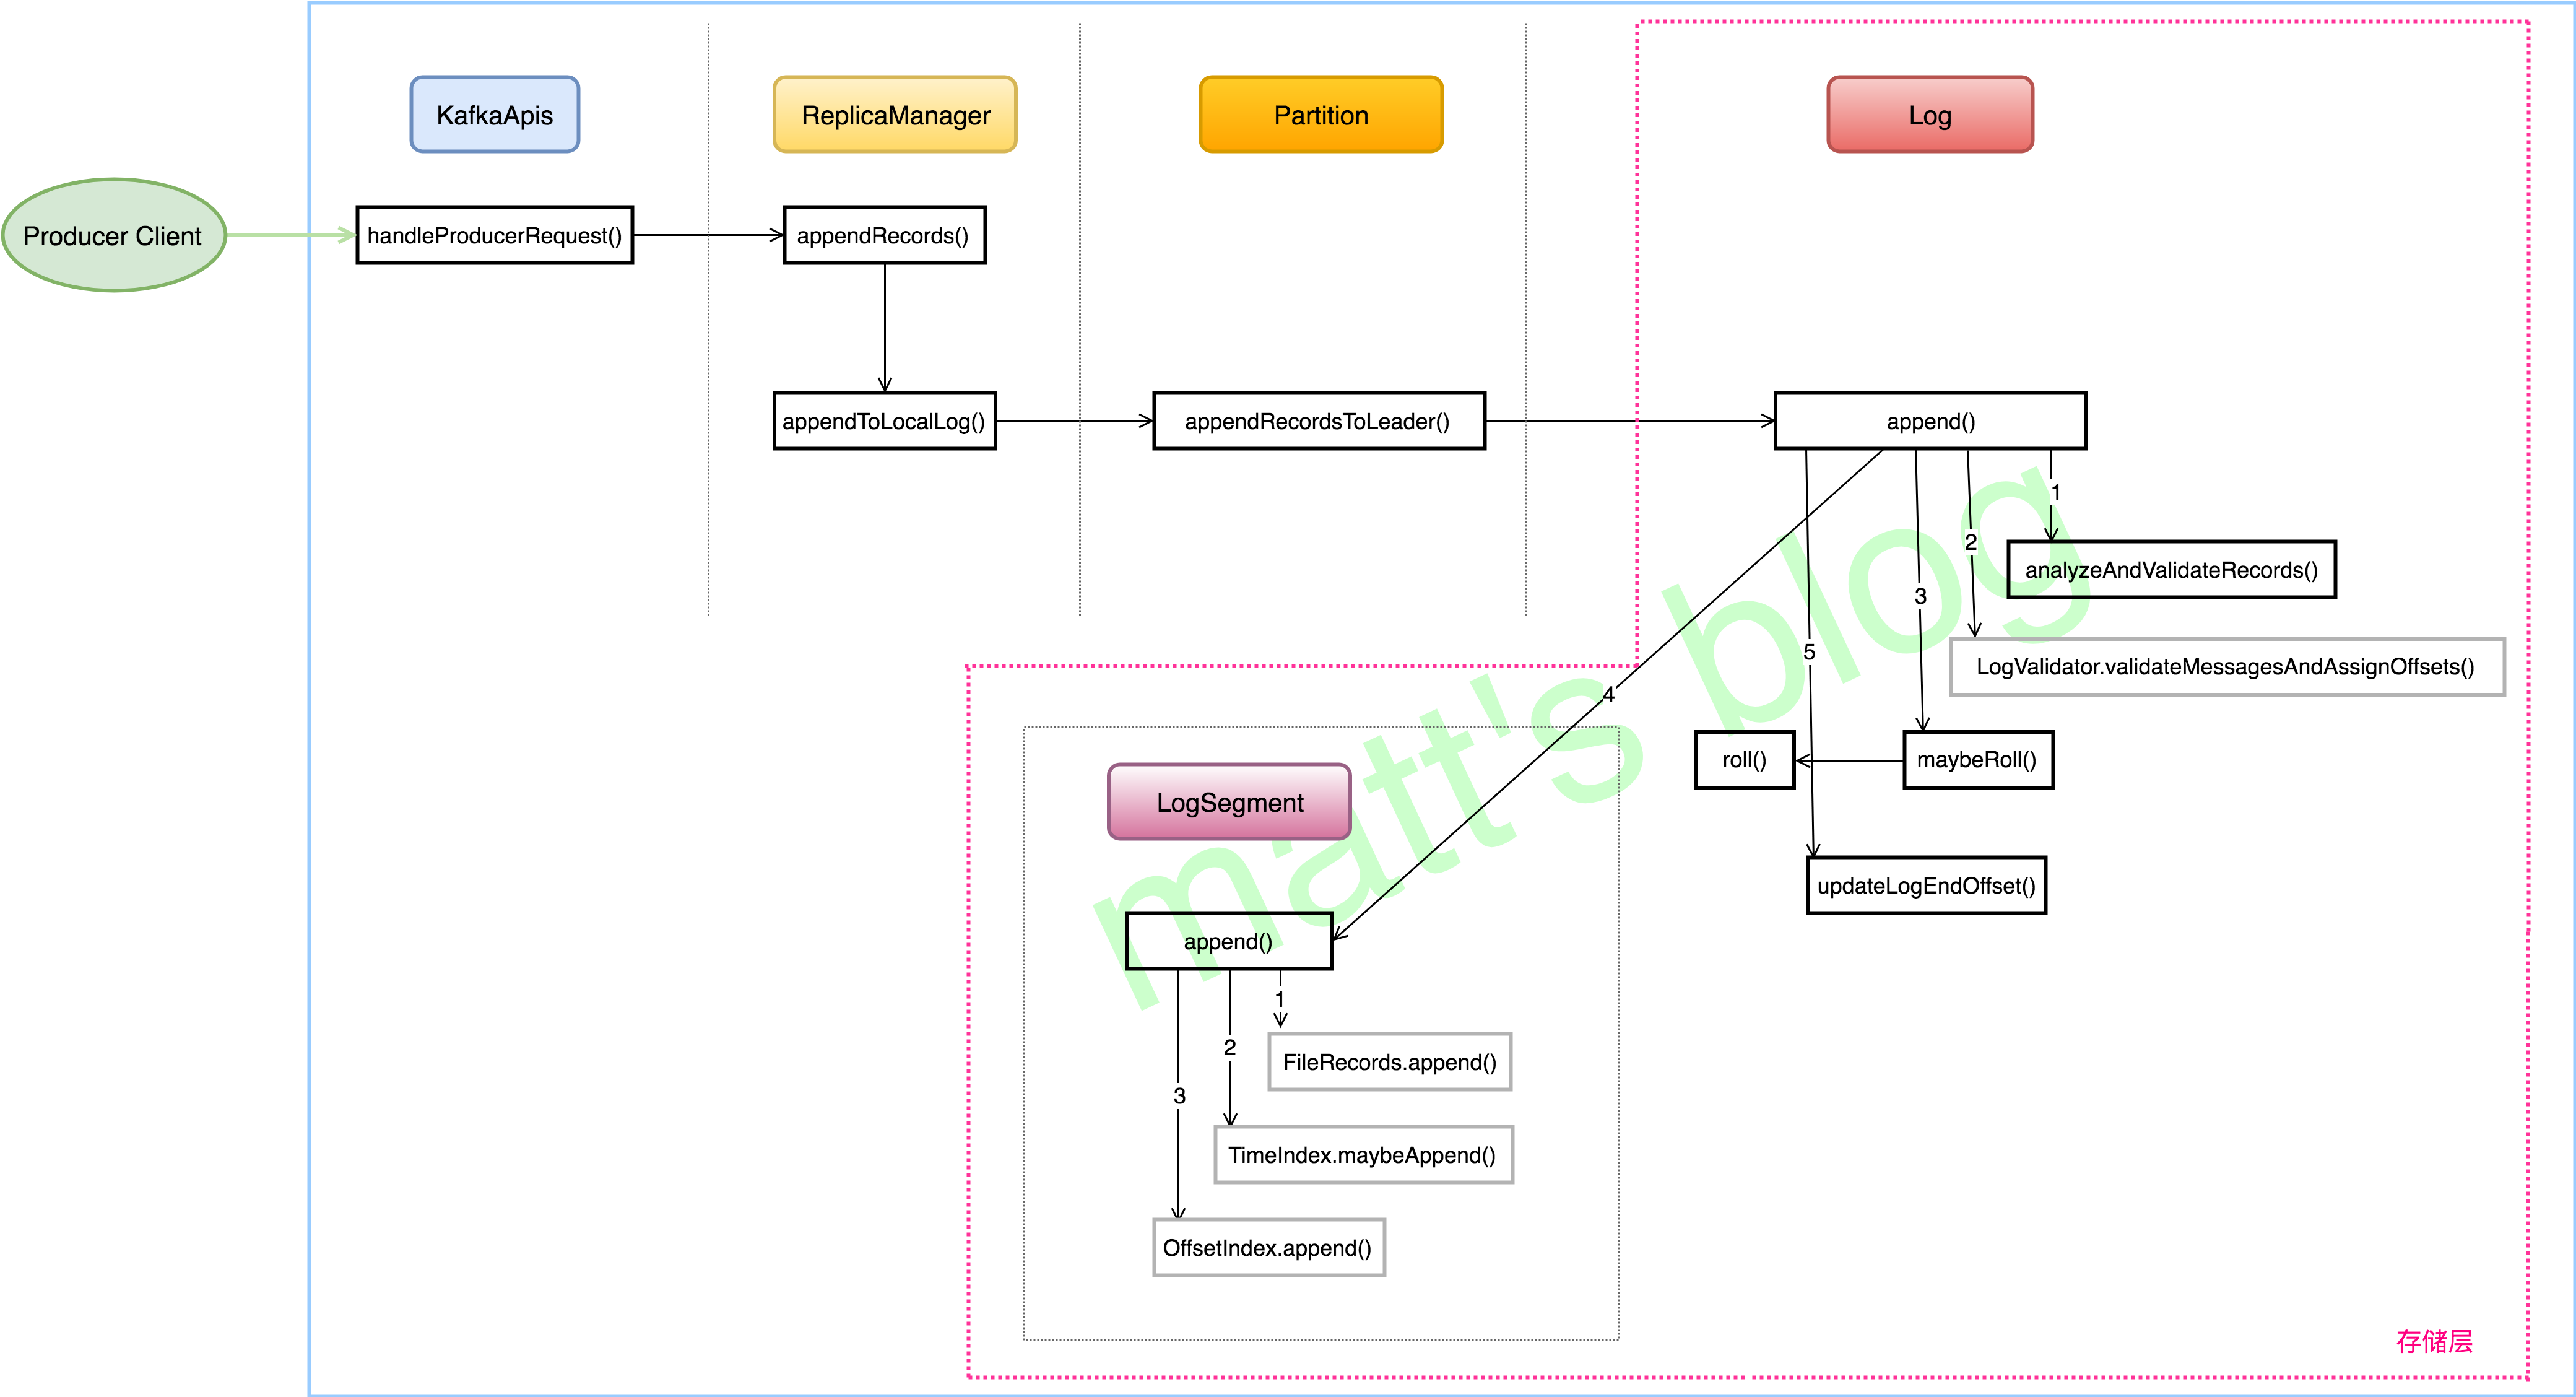 KafkaApis
ReplicaManager
Partition
Log
Producer Client
handleProducerRequest()
appendRecords()
appendToLocalLog()
appendRecordsToLeader()
append()
1
2
3
4
5
analyzeAndValidateRecords()
LogValidator.validateMessagesAndAssignOffsets()
roll()
maybeRoll()
updateLogEndOffset()
LogSegment
append()
1
2
3
FileRecords.append()
TimeIndex.maybeAppend()
OffsetIndex.append()
存储层
matt's blog